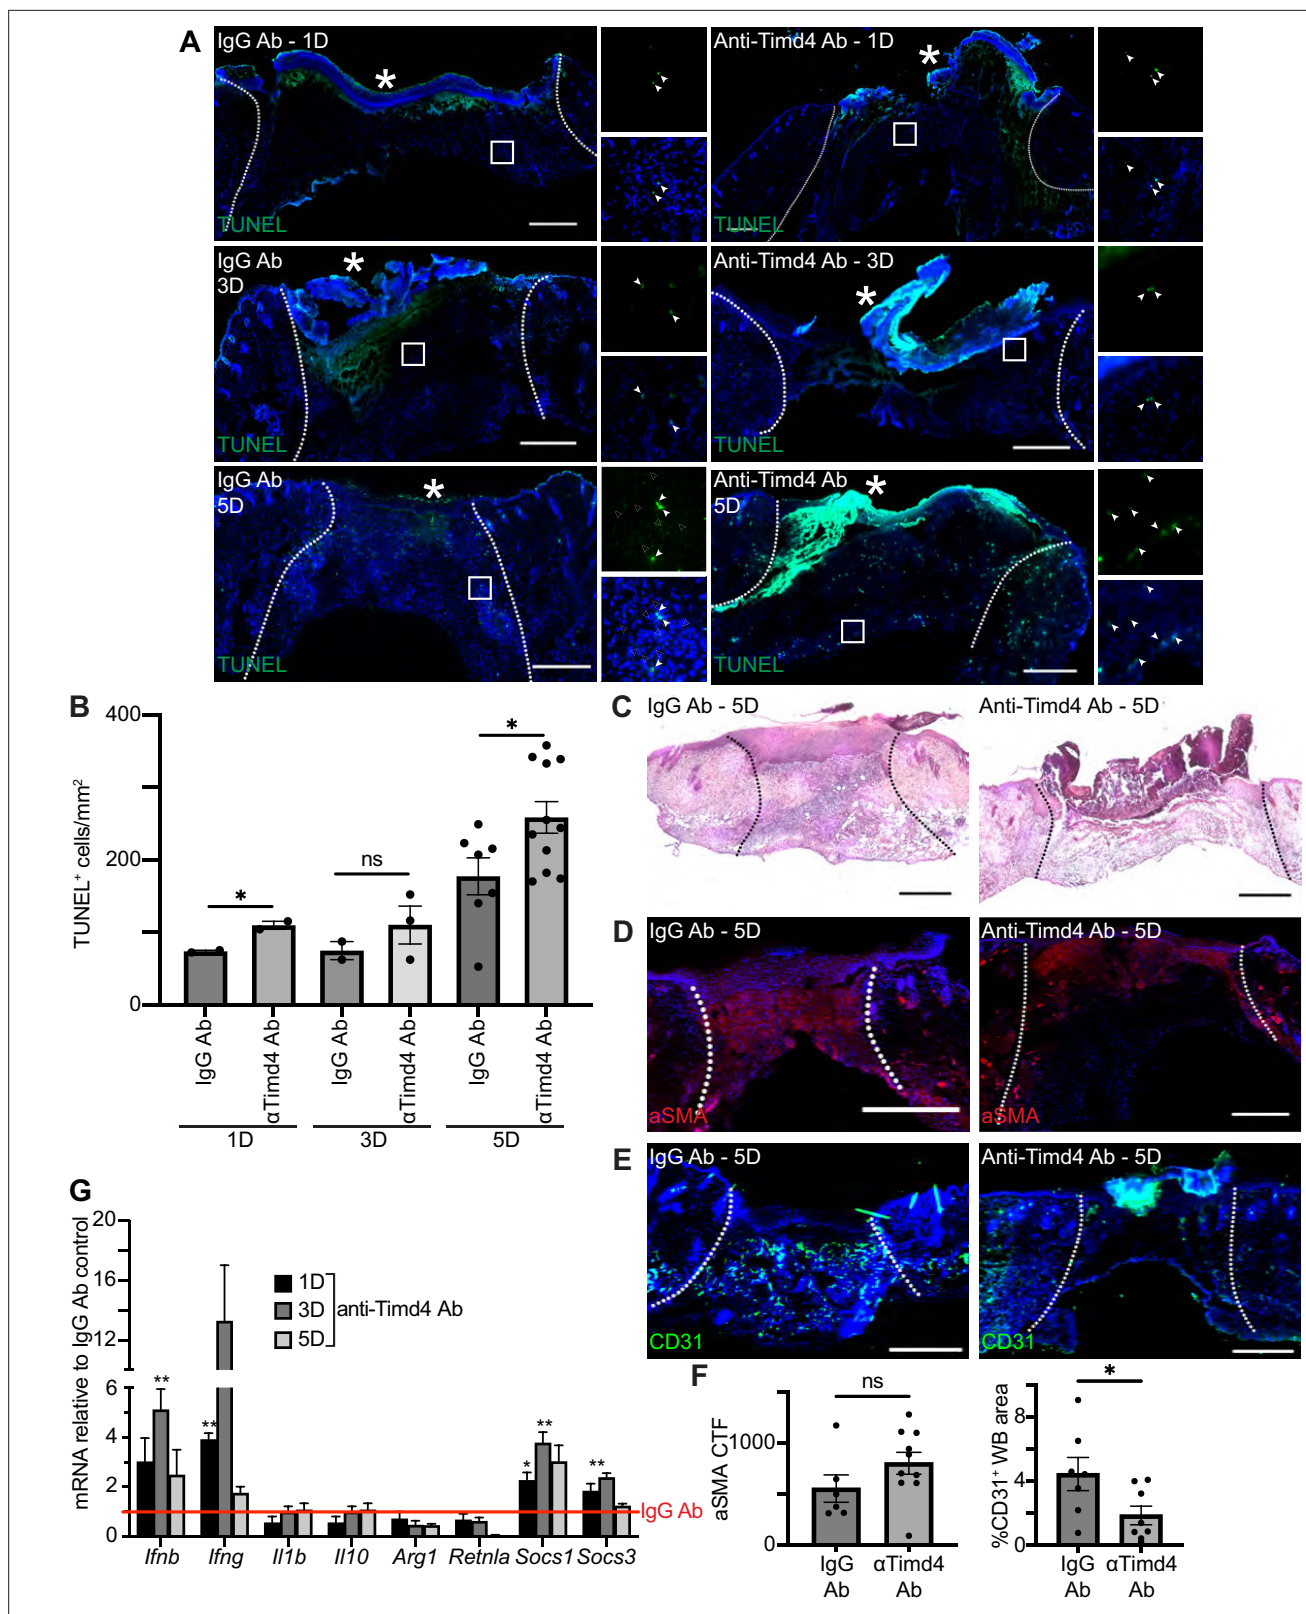 A
IgG Ab - 1D
TUNEL
Anti-Timd4 Ab - 1D
TUNEL
IgG Ab
3D
TUNEL
Anti-Timd4 Ab - 3D
TUNEL
IgG Ab
5D
TUNEL
Anti-Timd4 Ab
5D
TUNEL
B
TUNEL⁺ cells/mm²
400
200
0
*
ns
*
IgG Ab
αTimd4 Ab
IgG Ab
αTimd4 Ab
IgG Ab
αTimd4 Ab
1D
3D
5D
C
IgG Ab - 5D
Anti-Timd4 Ab - 5D
D
IgG Ab - 5D
aSMA
Anti-Timd4 Ab - 5D
aSMA
E
IgG Ab - 5D
CD31
Anti-Timd4 Ab - 5D
CD31
F
aSMA CTF
1000
0
ns
IgG
Ab
αTimd4
Ab
%CD31⁺ WB area
8
4
0
*
IgG
Ab
αTimd4
Ab
G
mRNA relative to IgG Ab control
20
16
12
6
4
2
0
1D
3D
5D
anti-Timd4 Ab
**
**
*
**
**
IgG Ab
Ifnb
Ifng
Il1b
Il10
Arg1
Retnla
Socs1
Socs3